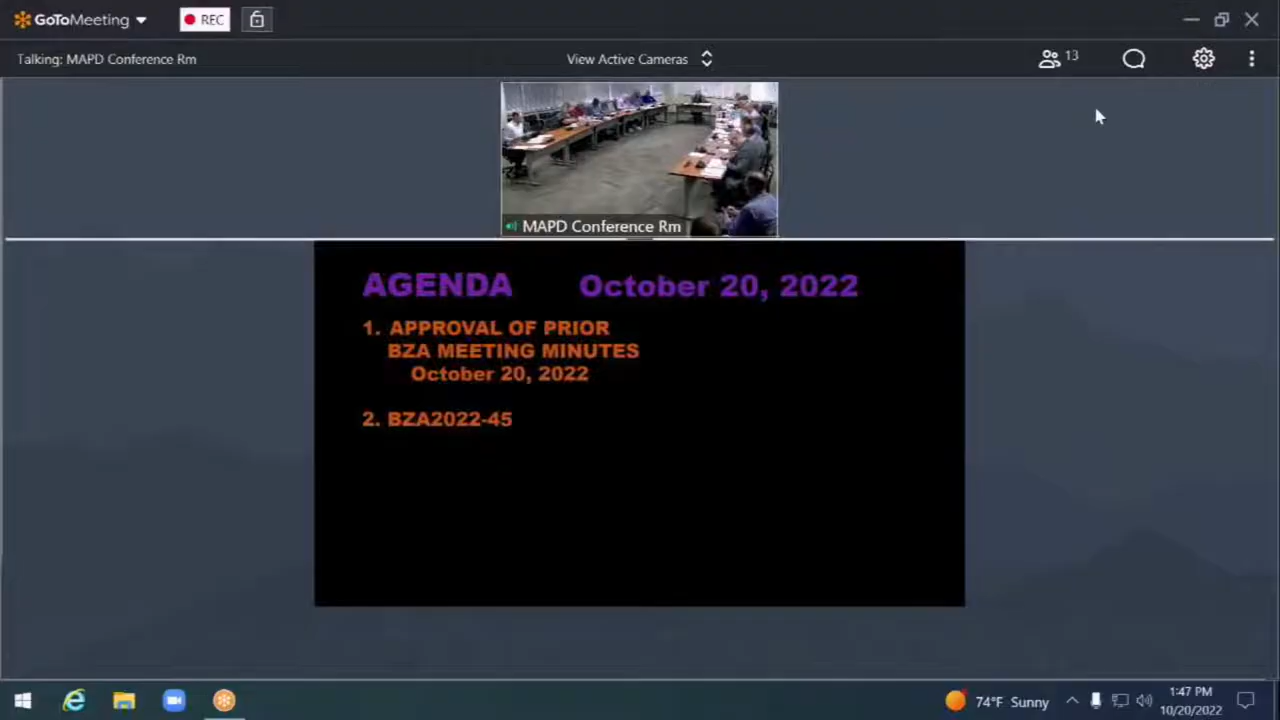 GoToMeeting
REC
Talking: MAPD Conference Rm
View Active Cameras
13
MAPD Conference Rm
AGENDA October 20, 2022
1. APPROVAL OF PRIOR
BZA MEETING MINUTES
October 20, 2022
2. BZA2022-45
74°F Sunny
1:47 PM
10/20/2022